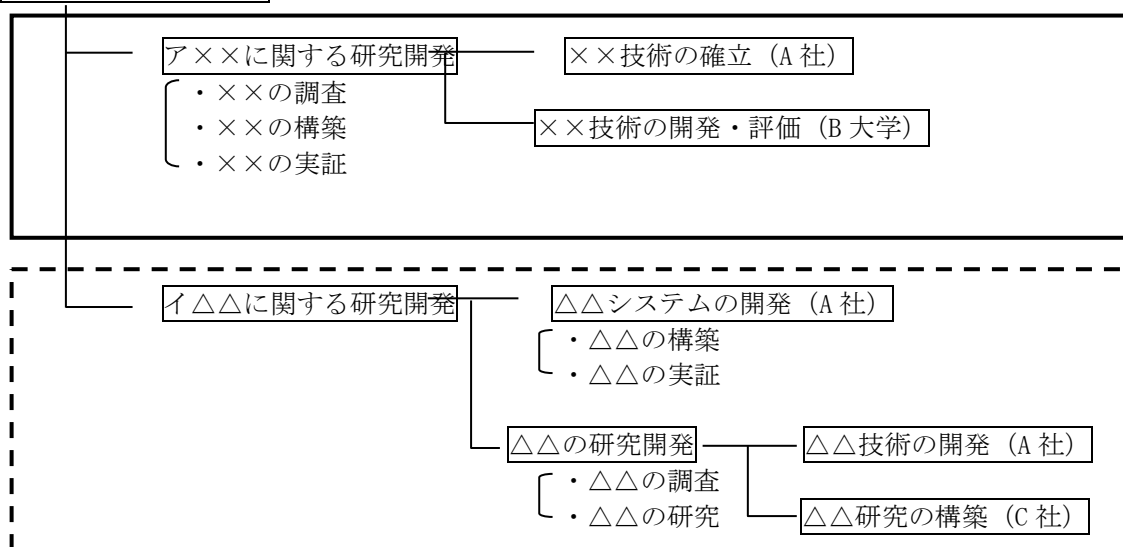 ア××に関する研究開発
××技術の確立（A社）
・××の調査
・××の構築
・××の実証
××技術の開発・評価（B大学）
イ△△に関する研究開発
△△システムの開発（A社）
・△△の構築
・△△の実証
△△の研究開発
△△技術の開発（A社）
・△△の調査
・△△の研究
△△研究の構築（C社）